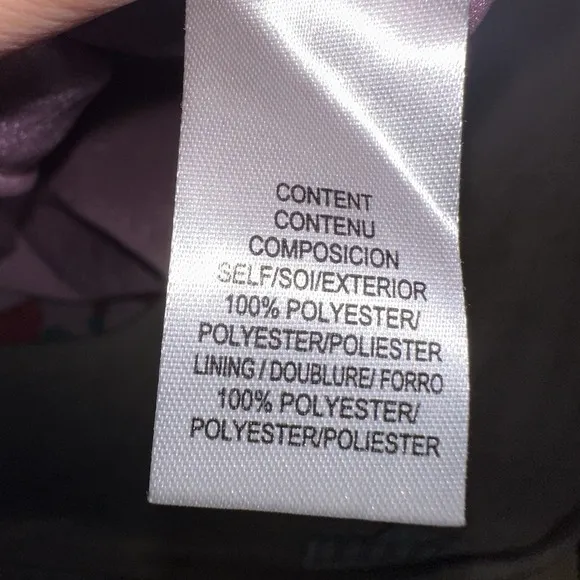 CONTENT
CONTENU
COMPOSICION
SELF/SOI/EXTERIOR
100% POLYESTER/
POLYESTER/POLIESTER
LINING / DOUBLURE/ FORRO
100% POLYESTER/
POLYESTER/POLIESTER